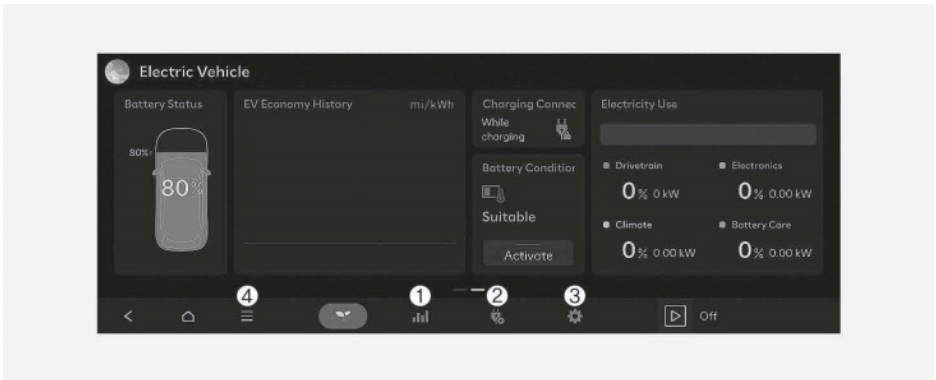 Electric Vehicle
Battery Status
80%
80%
EV Economy History
mi/kWh
Charging Connec
While
charging
Battery Condition
Suitable
Activate
Electricity Use
Drivetrain
0% 0 kW
Electronics
0% 0.00 kW
Climate
0% 0.00 kW
Battery Care
0% 0.00 kW
4
1
2
3
Off